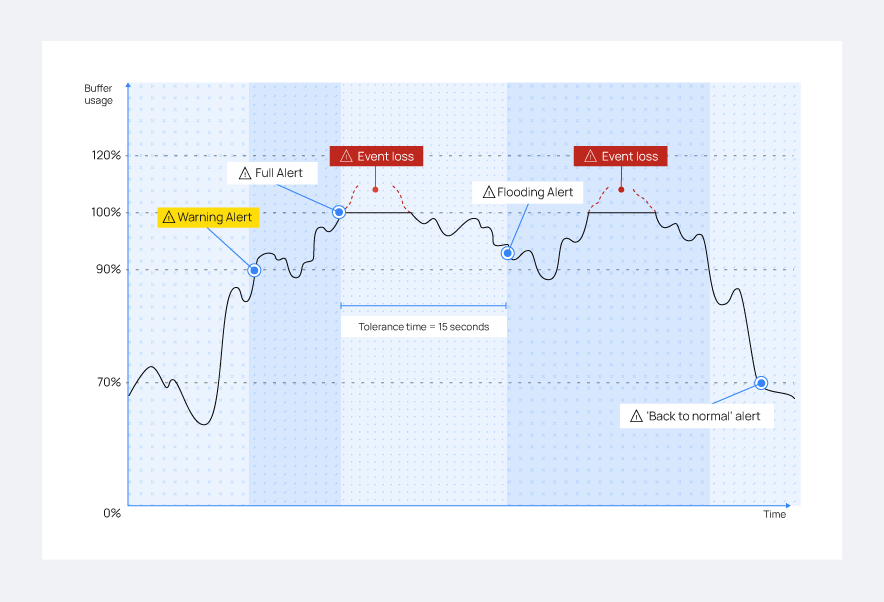 Buffer
usage
120%
Event loss
Event loss
Full Alert
Flooding Alert
100%
Warning Alert
90%
Tolerance time = 15 seconds
70%
'Back to normal' alert
0%
Time